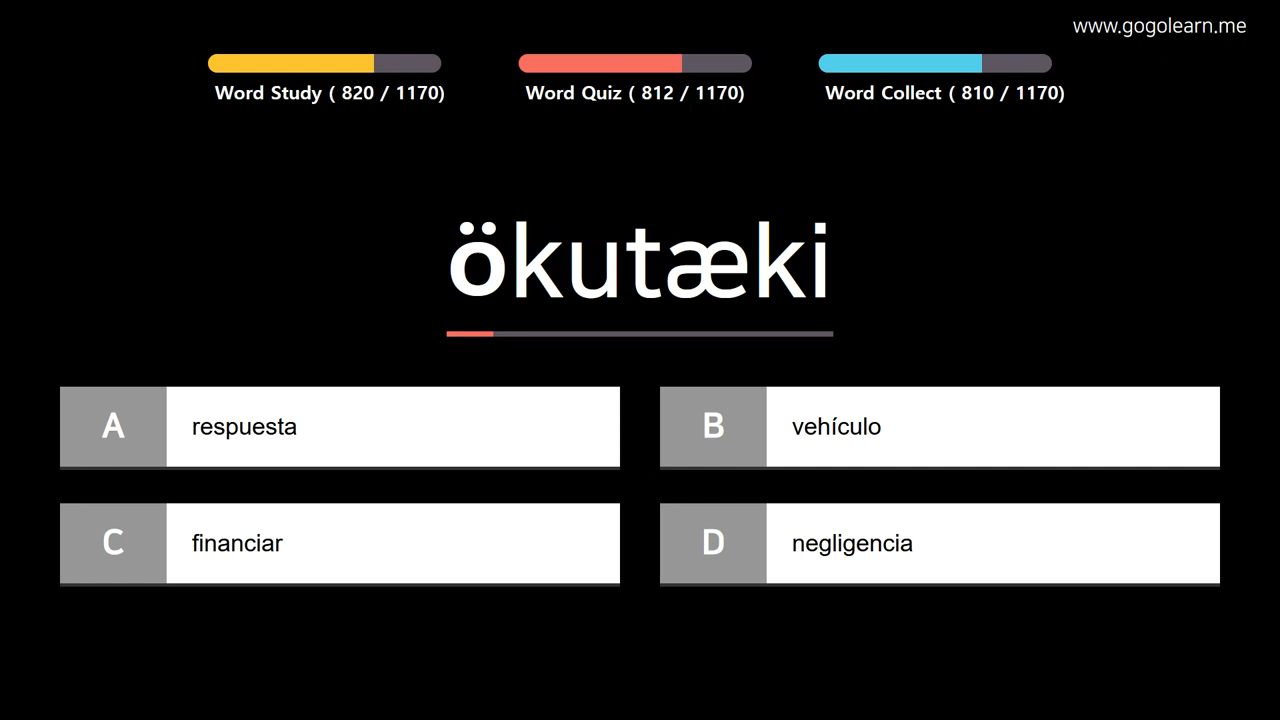 www.gogolearn.me
Word Study ( 820 / 1170)
Word Quiz ( 812 / 1170)
Word Collect ( 810 / 1170)
ökutæki
A respuesta
B vehículo
C financiar
D negligencia